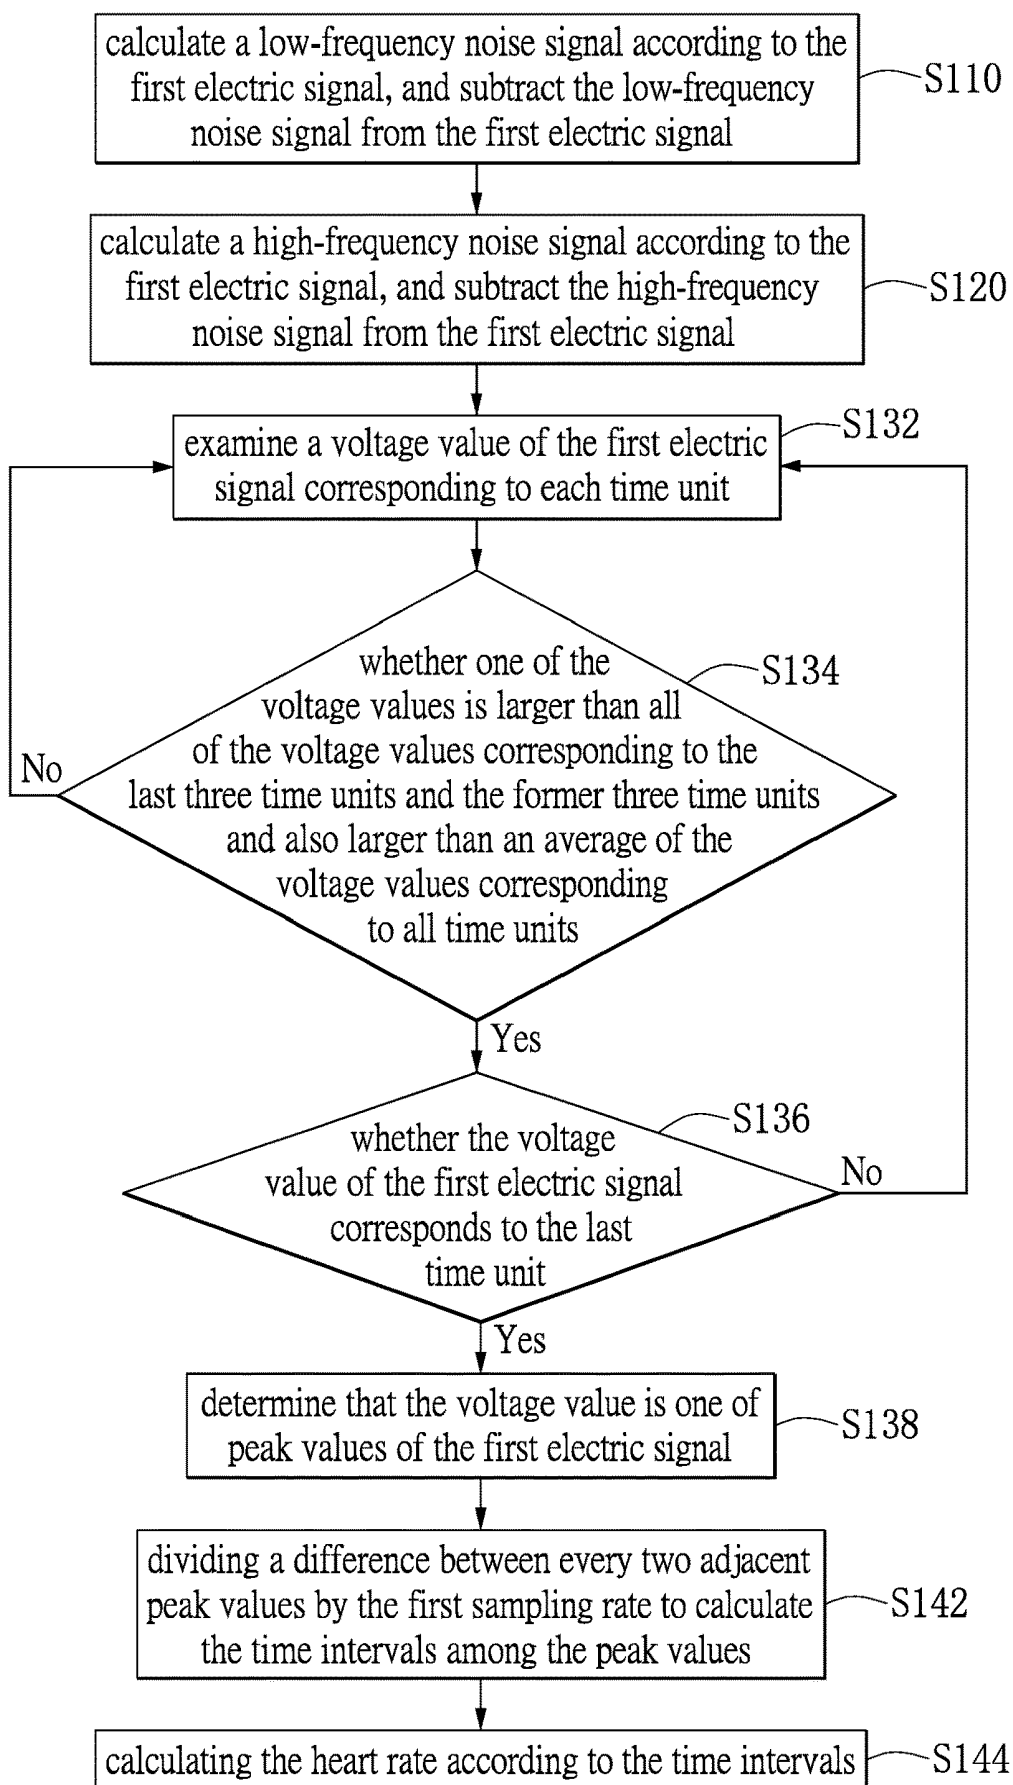 calculate a low-frequency noise signal according to the
first electric signal, and subtract the low-frequency
noise signal from the first electric signal
S110
calculate a high-frequency noise signal according to the
first electric signal, and subtract the high-frequency
noise signal from the first electric signal
S120
examine a voltage value of the first electric
signal corresponding to each time unit
S132
whether one of the
voltage values is larger than all
of the voltage values corresponding to the
last three time units and the former three time units
and also larger than an average of the
voltage values corresponding
to all time units
S134
No
Yes
whether the voltage
value of the first electric signal
corresponds to the last
time unit
S136
No
Yes
determine that the voltage value is one of
peak values of the first electric signal
S138
dividing a difference between every two adjacent
peak values by the first sampling rate to calculate
the time intervals among the peak values
S142
calculating the heart rate according to the time intervals
S144